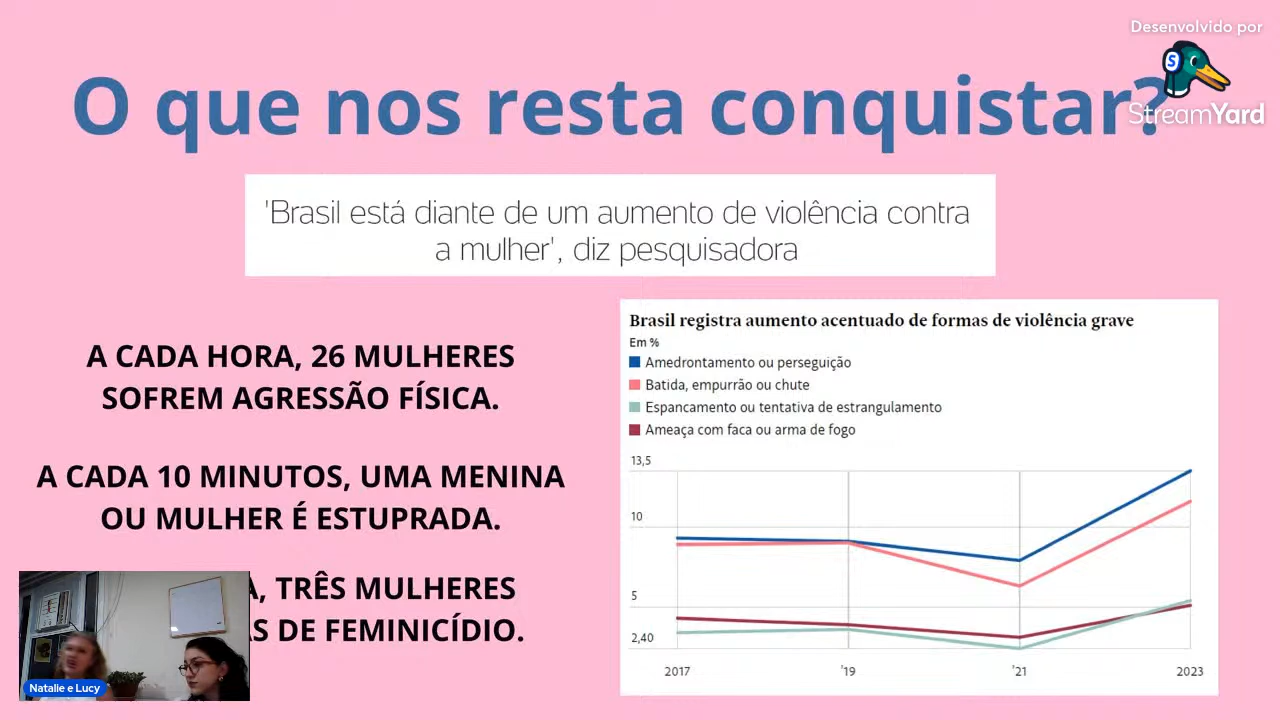 Desenvolvido por
StreamYard
O que nos resta conquistar?
'Brasil está diante de um aumento de violência contra
a mulher', diz pesquisadora
A CADA HORA, 26 MULHERES
SOFREM AGRESSÃO FÍSICA.
A CADA 10 MINUTOS, UMA MENINA
OU MULHER É ESTUPRADA.
TRÊS MULHERES
DE FEMINICÍDIO.
Natalie e Lucy
Brasil registra aumento acentuado de formas de violência grave
Em %
Amedrontamento ou perseguição
Batida, empurrão ou chute
Espancamento ou tentativa de estrangulamento
Ameaça com faca ou arma de fogo
13,5
10
5
2,40
2017 '19 '21 2023